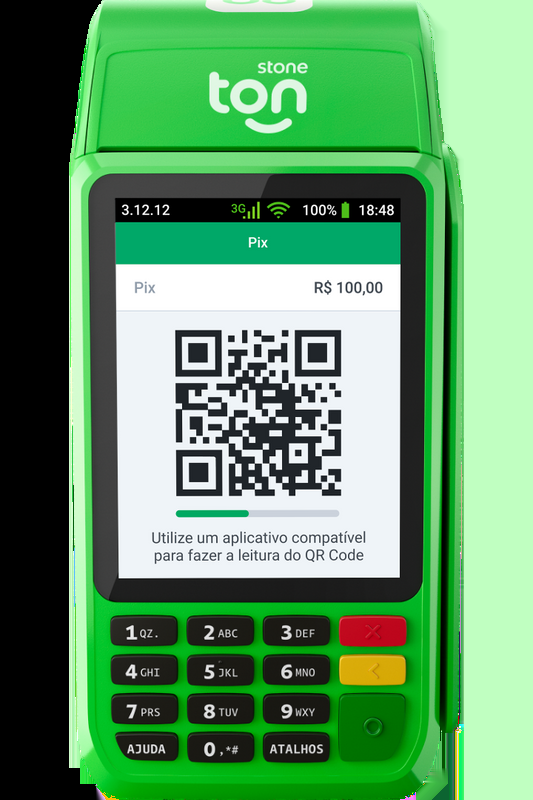 stone
ton
3.12.12 3G 100% 18:48
Pix
Pix R$ 100,00
Utilize um aplicativo compatível
para fazer a leitura do QR Code
1 QZ. 2 ABC 3 DEF
4 GHI 5 JKL 6 MNO
7 PRS 8 TUV 9 WXY
AJUDA 0 ,*# ATALHOS